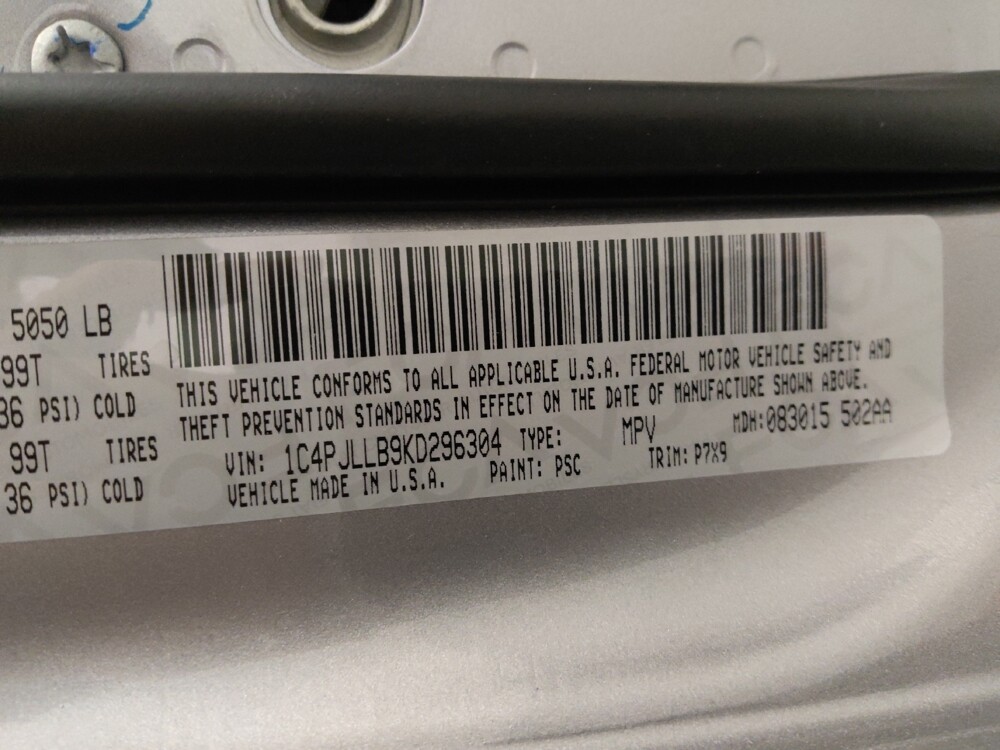 5050 LB
99T TIRES
36 PSI) COLD
99T TIRES
36 PSI) COLD
THIS VEHICLE CONFORMS TO ALL APPLICABLE U.S.A. FEDERAL MOTOR VEHICLE SAFETY AND
THEFT PREVENTION STANDARDS IN EFFECT ON THE DATE OF MANUFACTURE SHOWN ABOVE.
VIN: 1C4PJLLB9KD296304 TYPE: MPV MDH:083015 502AA
VEHICLE MADE IN U.S.A. PAINT: PSC TRIM: P7X9